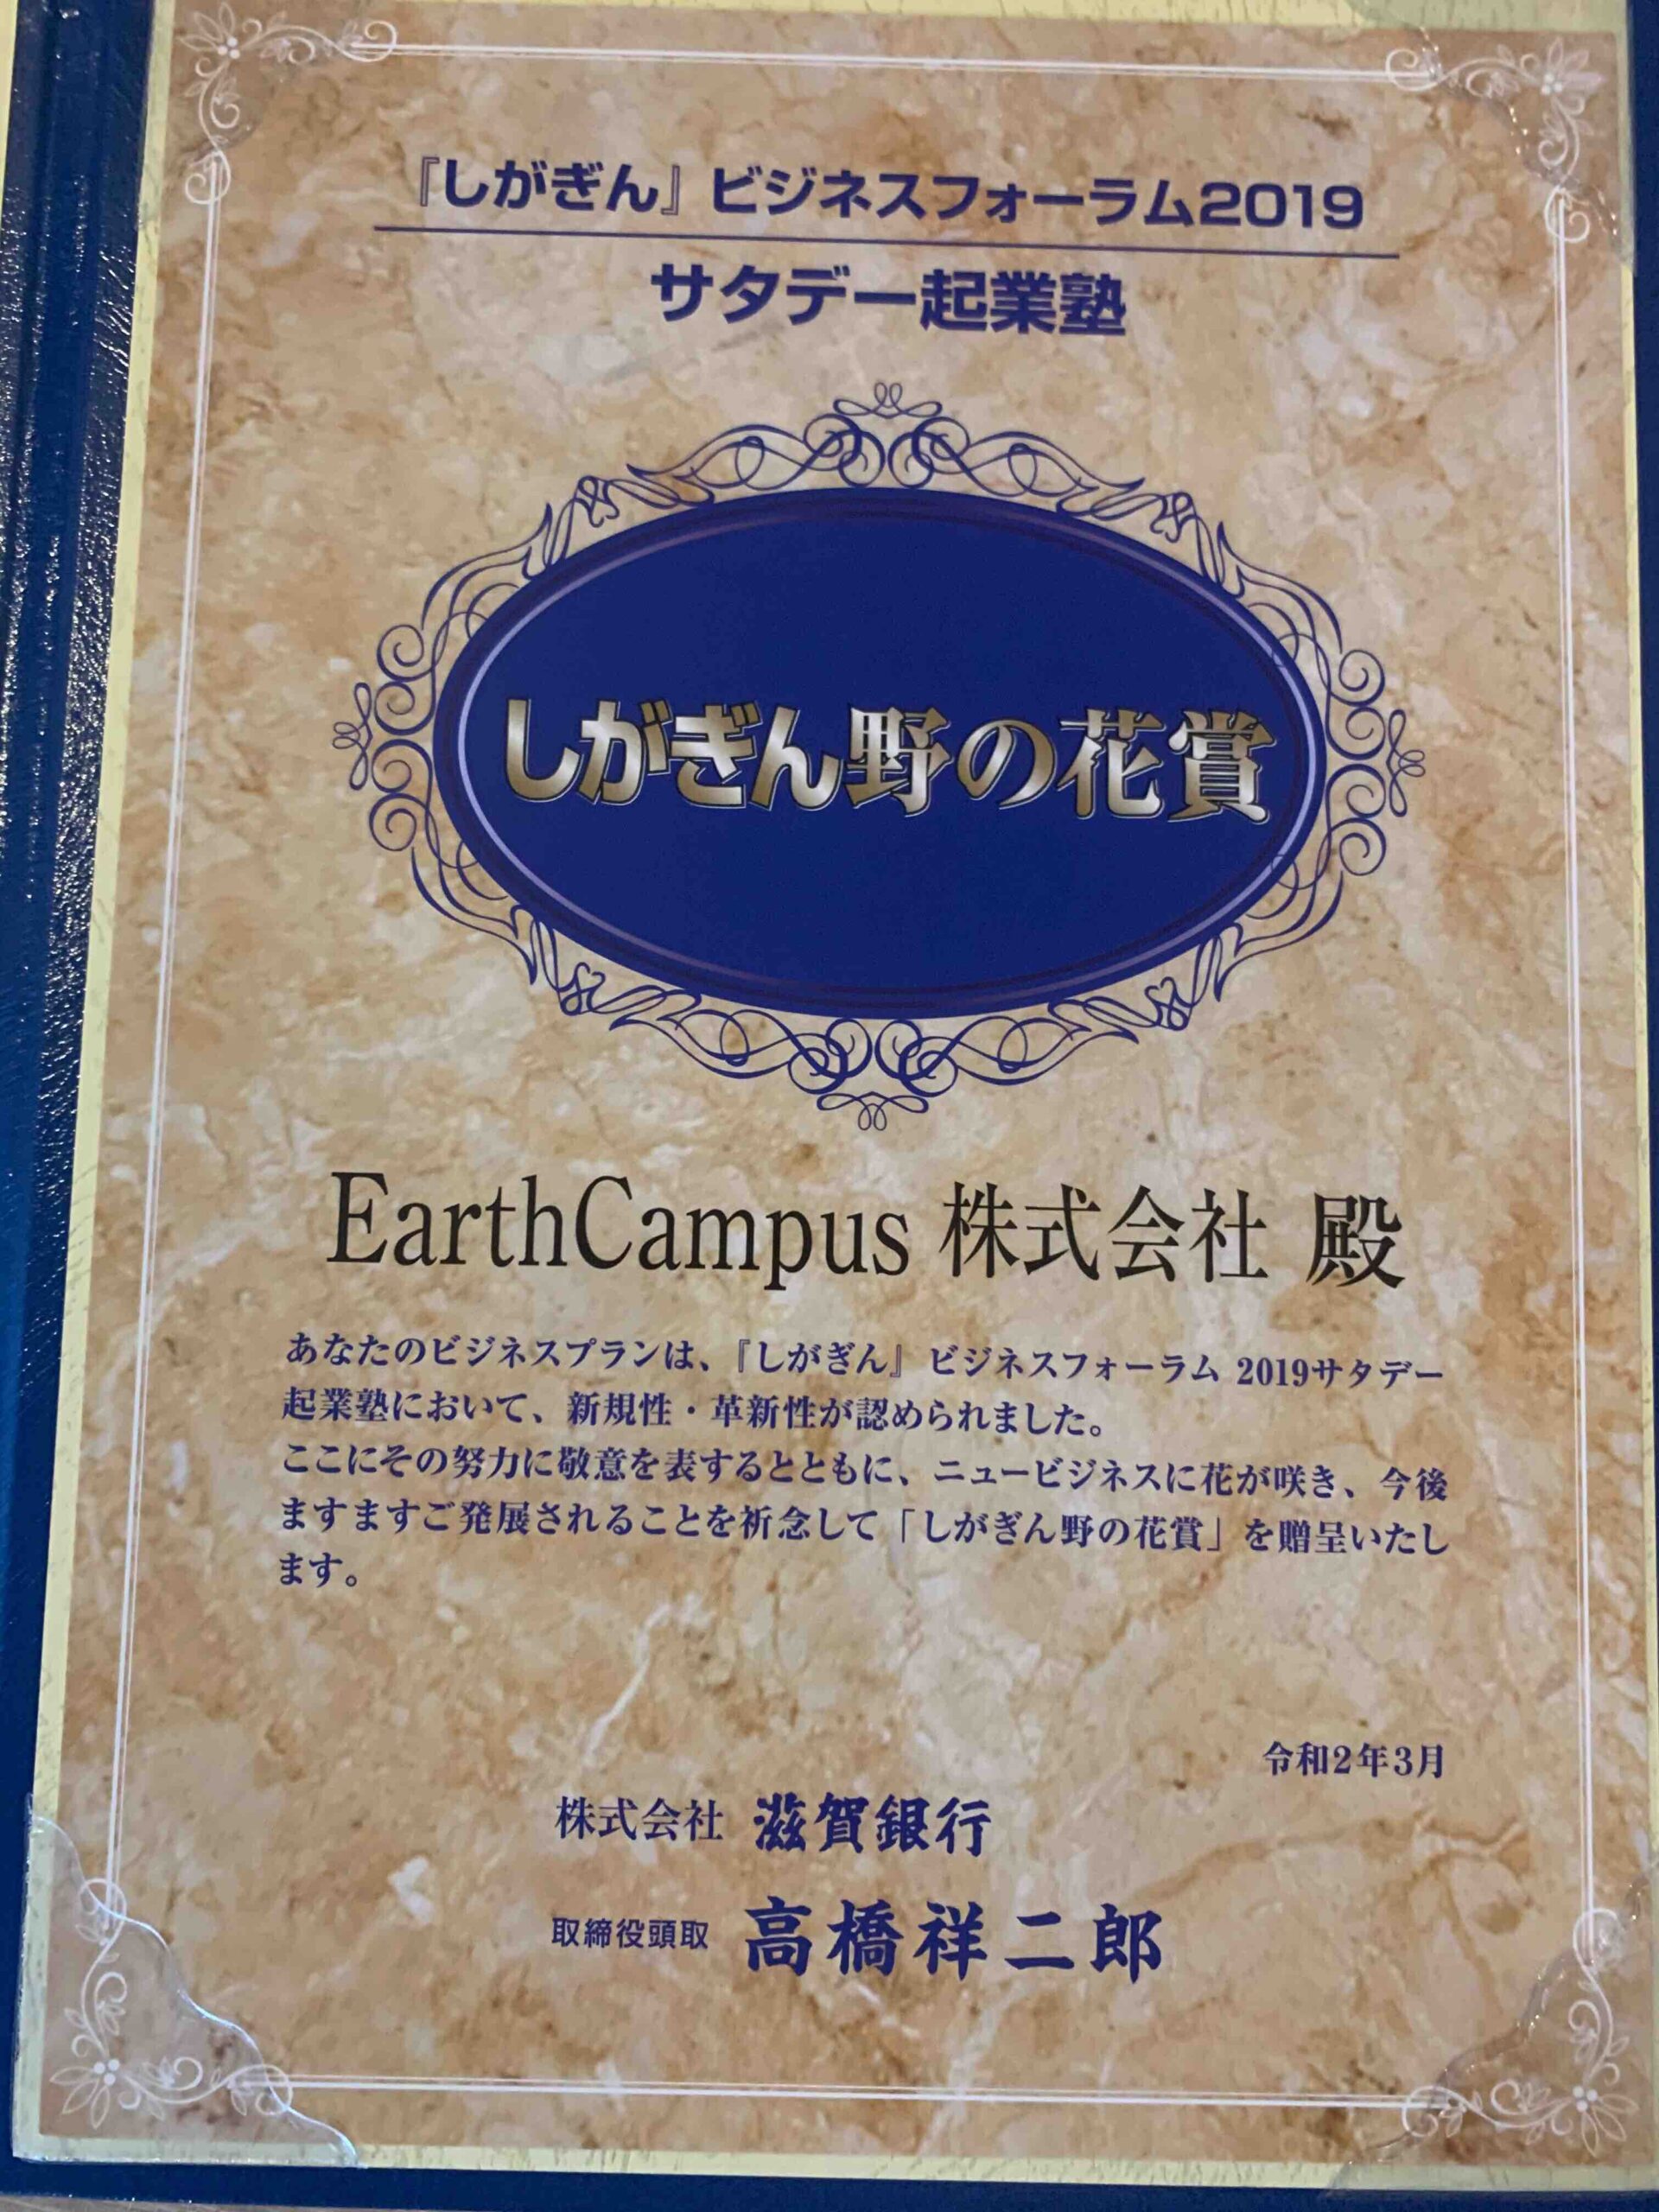 『しがぎん』ビジネスフォーラム2019
サタデー起業塾
しがぎん野の花賞
EarthCampus 株式会社 殿
あなたのビジネスプランは、『しがぎん』ビジネスフォーラム 2019サタデー
起業塾において、新規性・革新性が認められました。
ここにその努力に敬意を表するとともに、ニュービジネスに花が咲き、今後
ますますご発展されることを祈念して「しがぎん野の花賞」を贈呈いたし
ます。
令和2年3月
株式会社 滋賀銀行
取締役頭取 高橋祥二郎